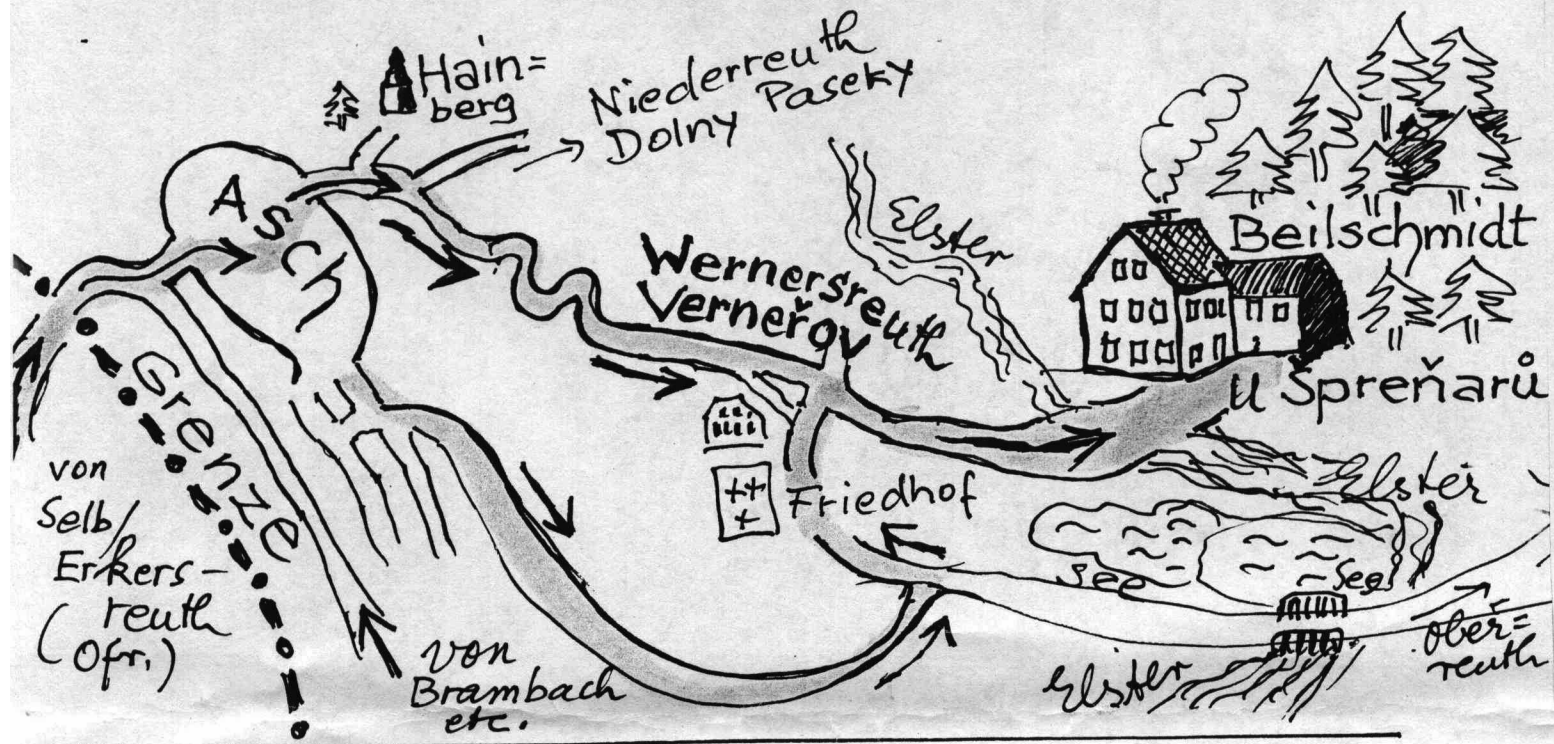 Hain=
berg
Niederreuth
Dolny Paseky
Asch
Elster
Beilschmidt
Wernersreuth
Verneřov
u Špreňarů
Grenze
von
Selb/
Erkers-
reuth
(Ofr.)
Friedhof
Elster
See
See
von
Brambach
etc.
Elster
Ober=
reuth